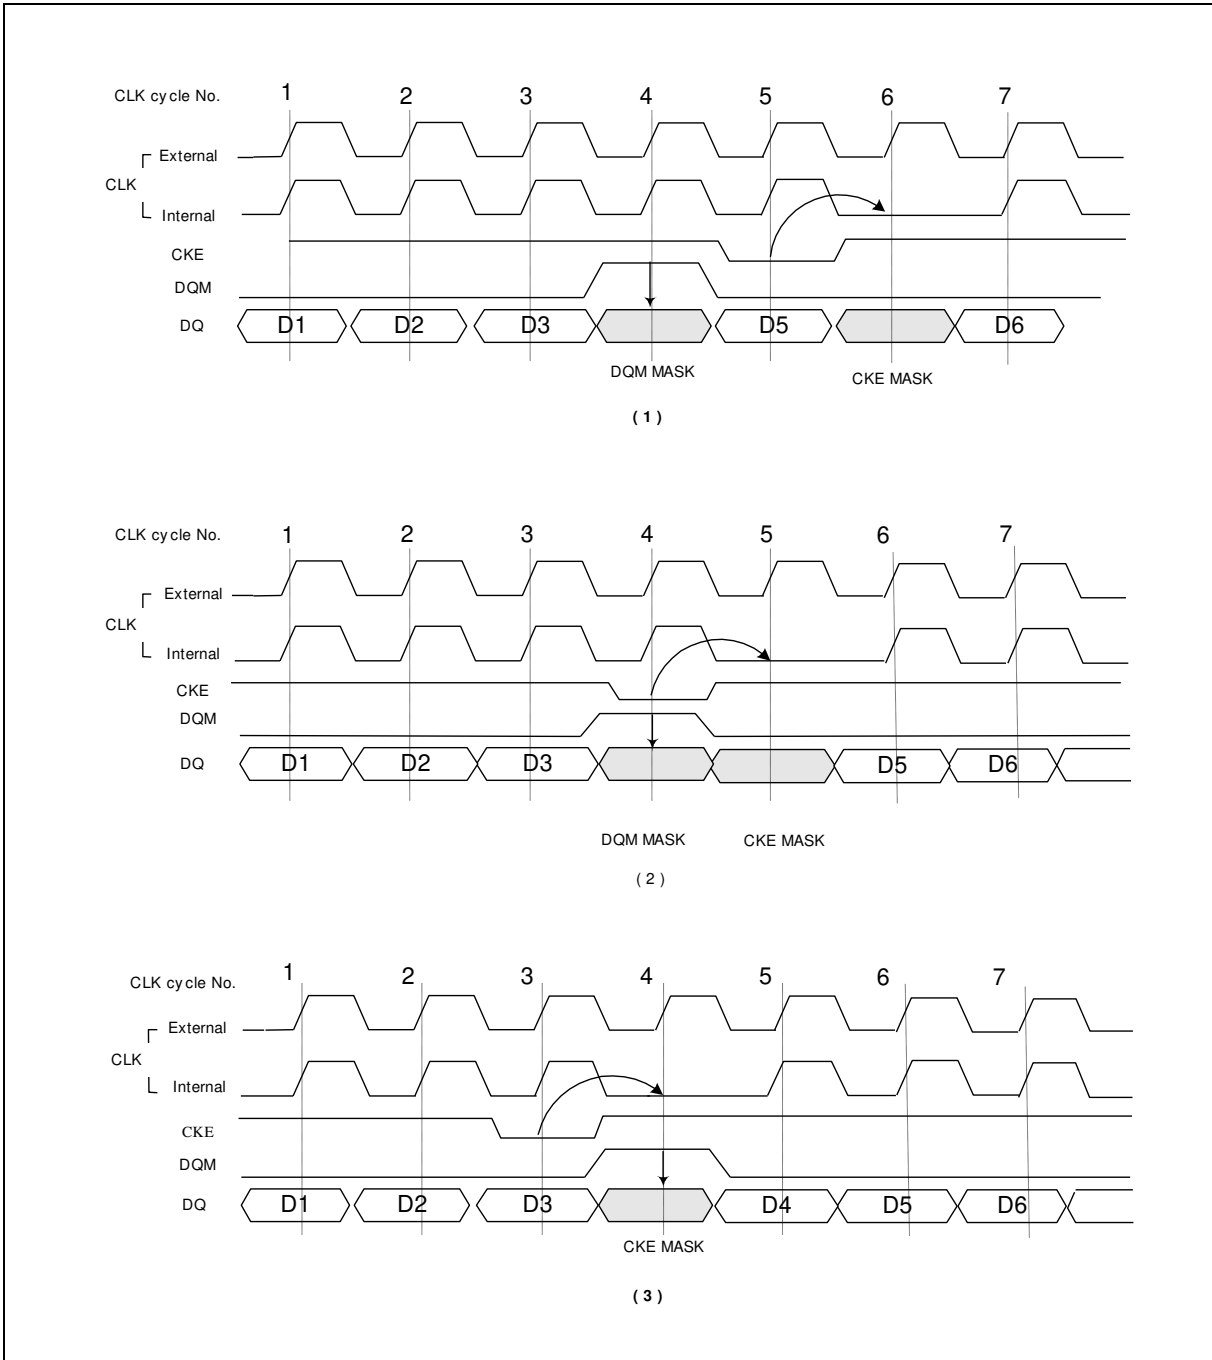 CLK cycle No. 1 2 3 4 5 6 7
External
CLK
Internal
CKE
DQM
DQ D1 D2 D3 D5 D6
DQM MASK CKE MASK
( 1 )
CLK cycle No. 1 2 3 4 5 6 7
External
CLK
Internal
CKE
DQM
DQ D1 D2 D3 D5 D6
DQM MASK CKE MASK
( 2 )
CLK cycle No. 1 2 3 4 5 6 7
External
CLK
Internal
CKE
DQM
DQ D1 D2 D3 D4 D5 D6
CKE MASK
( 3 )